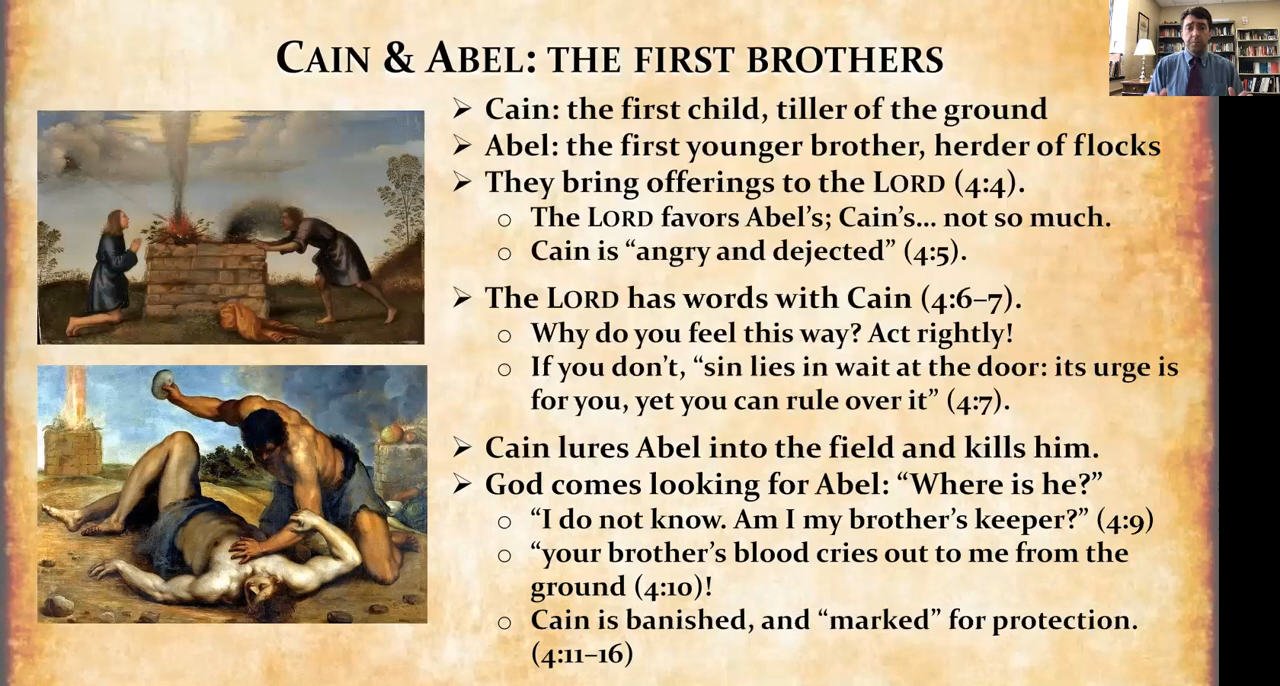 CAIN & ABEL: THE FIRST BROTHERS
➢ Cain: the first child, tiller of the ground
➢ Abel: the first younger brother, herder of flocks
➢ They bring offerings to the LORD (4:4).
○ The LORD favors Abel’s; Cain’s… not so much.
○ Cain is “angry and dejected” (4:5).
➢ The LORD has words with Cain (4:6–7).
○ Why do you feel this way? Act rightly!
○ If you don’t, “sin lies in wait at the door: its urge is
for you, yet you can rule over it” (4:7).
➢ Cain lures Abel into the field and kills him.
➢ God comes looking for Abel: “Where is he?”
○ “I do not know. Am I my brother’s keeper?” (4:9)
○ “your brother’s blood cries out to me from the
ground (4:10)!
○ Cain is banished, and “marked” for protection.
(4:11–16)